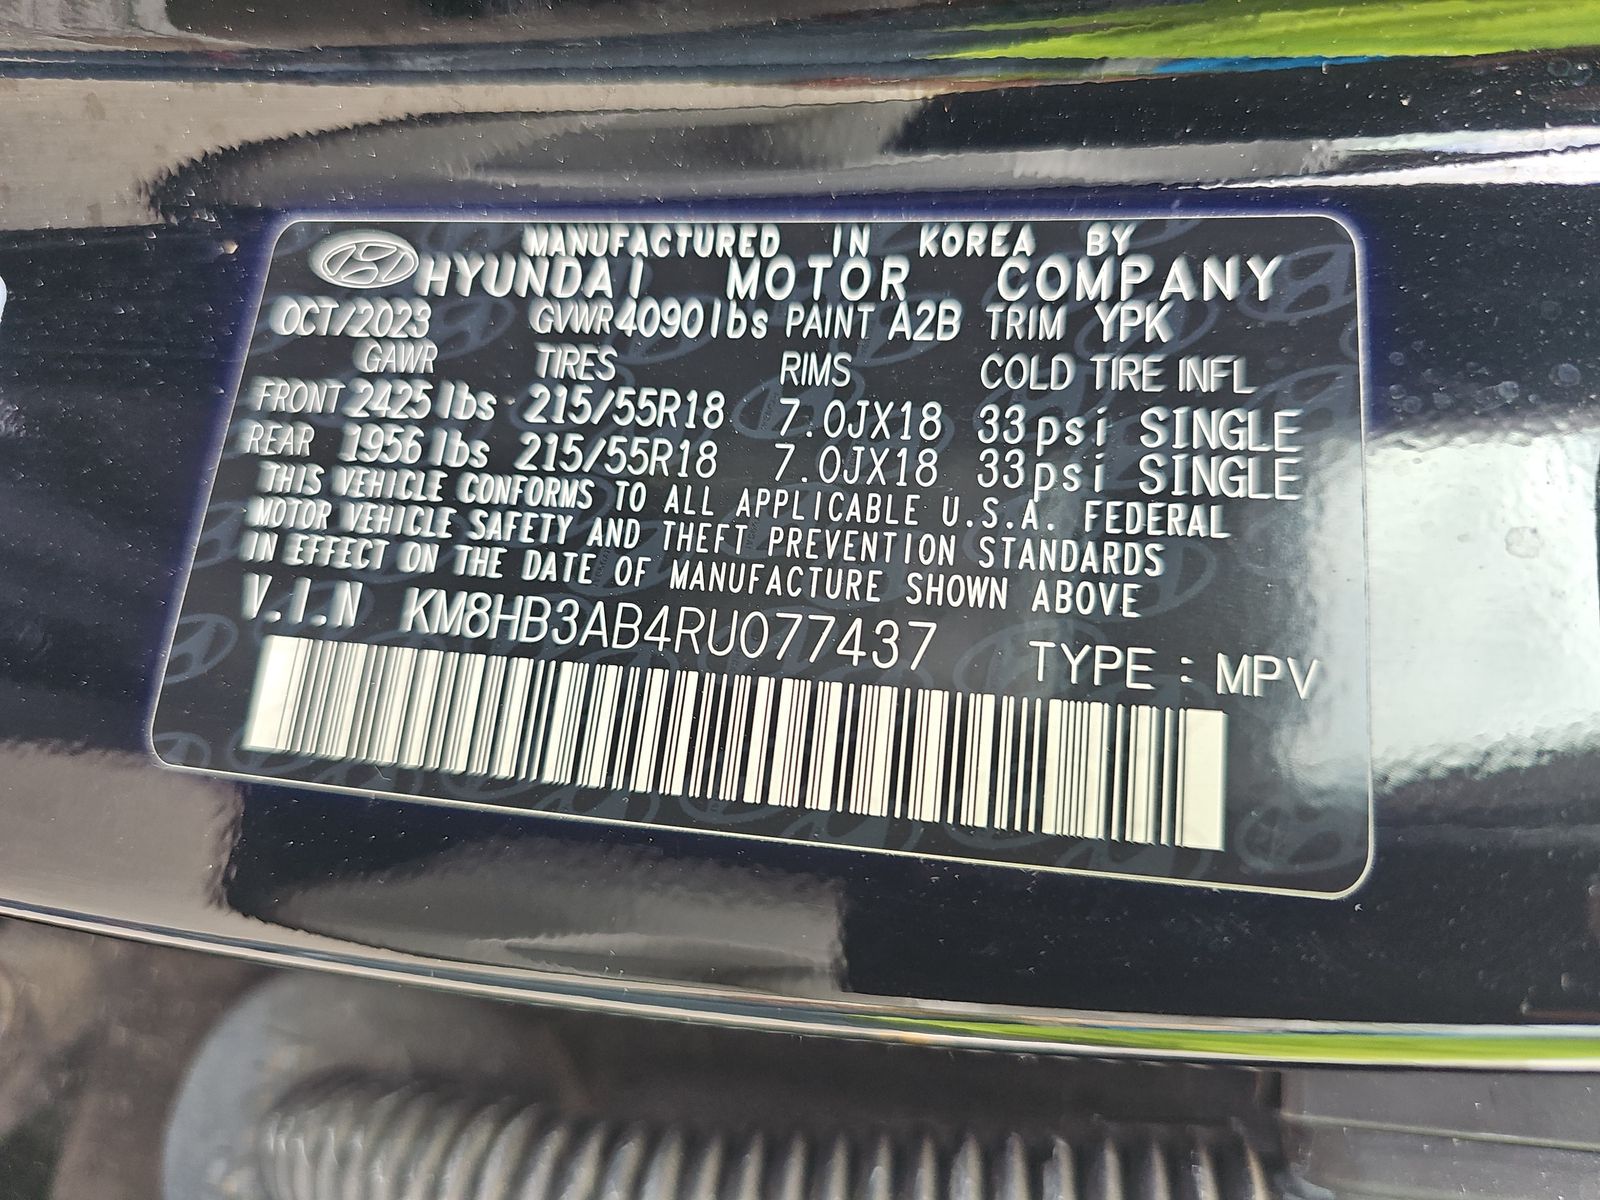 MANUFACTURED IN KOREA BY
HYUNDAI MOTOR COMPANY
OCT/2023 GVWR 4090lbs PAINT A2B TRIM YPK
GAWR TIRES RIMS COLD TIRE INFL
FRONT 2425 lbs 215/55R18 7.0JX18 33psi SINGLE
REAR 1956 lbs 215/55R18 7.0JX18 33psi SINGLE
THIS VEHICLE CONFORMS TO ALL APPLICABLE U.S.A. FEDERAL
MOTOR VEHICLE SAFETY AND THEFT PREVENTION STANDARDS
IN EFFECT ON THE DATE OF MANUFACTURE SHOWN ABOVE
V.I.N KM8HB3AB4RU077437 TYPE : MPV